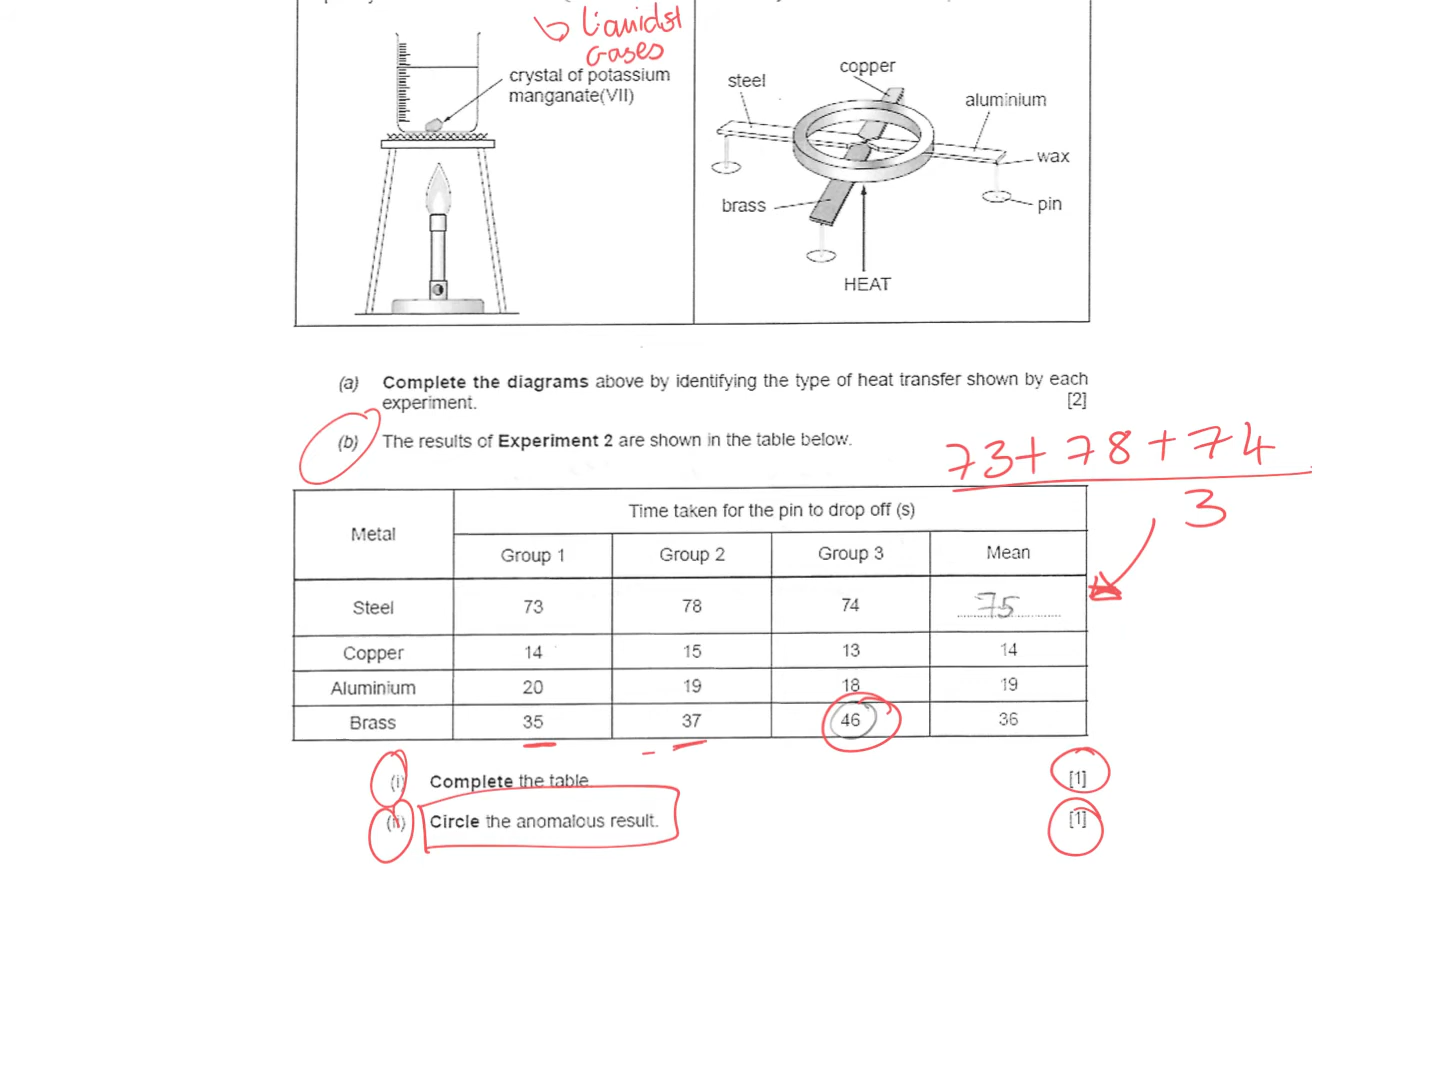 ↳ Liquids +
Gases
crystal of potassium
manganate(VII)
copper
steel
aluminium
wax
brass
pin
HEAT
(a) Complete the diagrams above by identifying the type of heat transfer shown by each
experiment. [2]
(b) The results of Experiment 2 are shown in the table below.
73 + 78 + 74
3
Metal Time taken for the pin to drop off (s)
Group 1 Group 2 Group 3 Mean
Steel 73 78 74 75
Copper 14 15 13 14
Aluminium 20 19 18 19
Brass 35 37 46 36
(i) Complete the table [1]
(ii) Circle the anomalous result. [1]